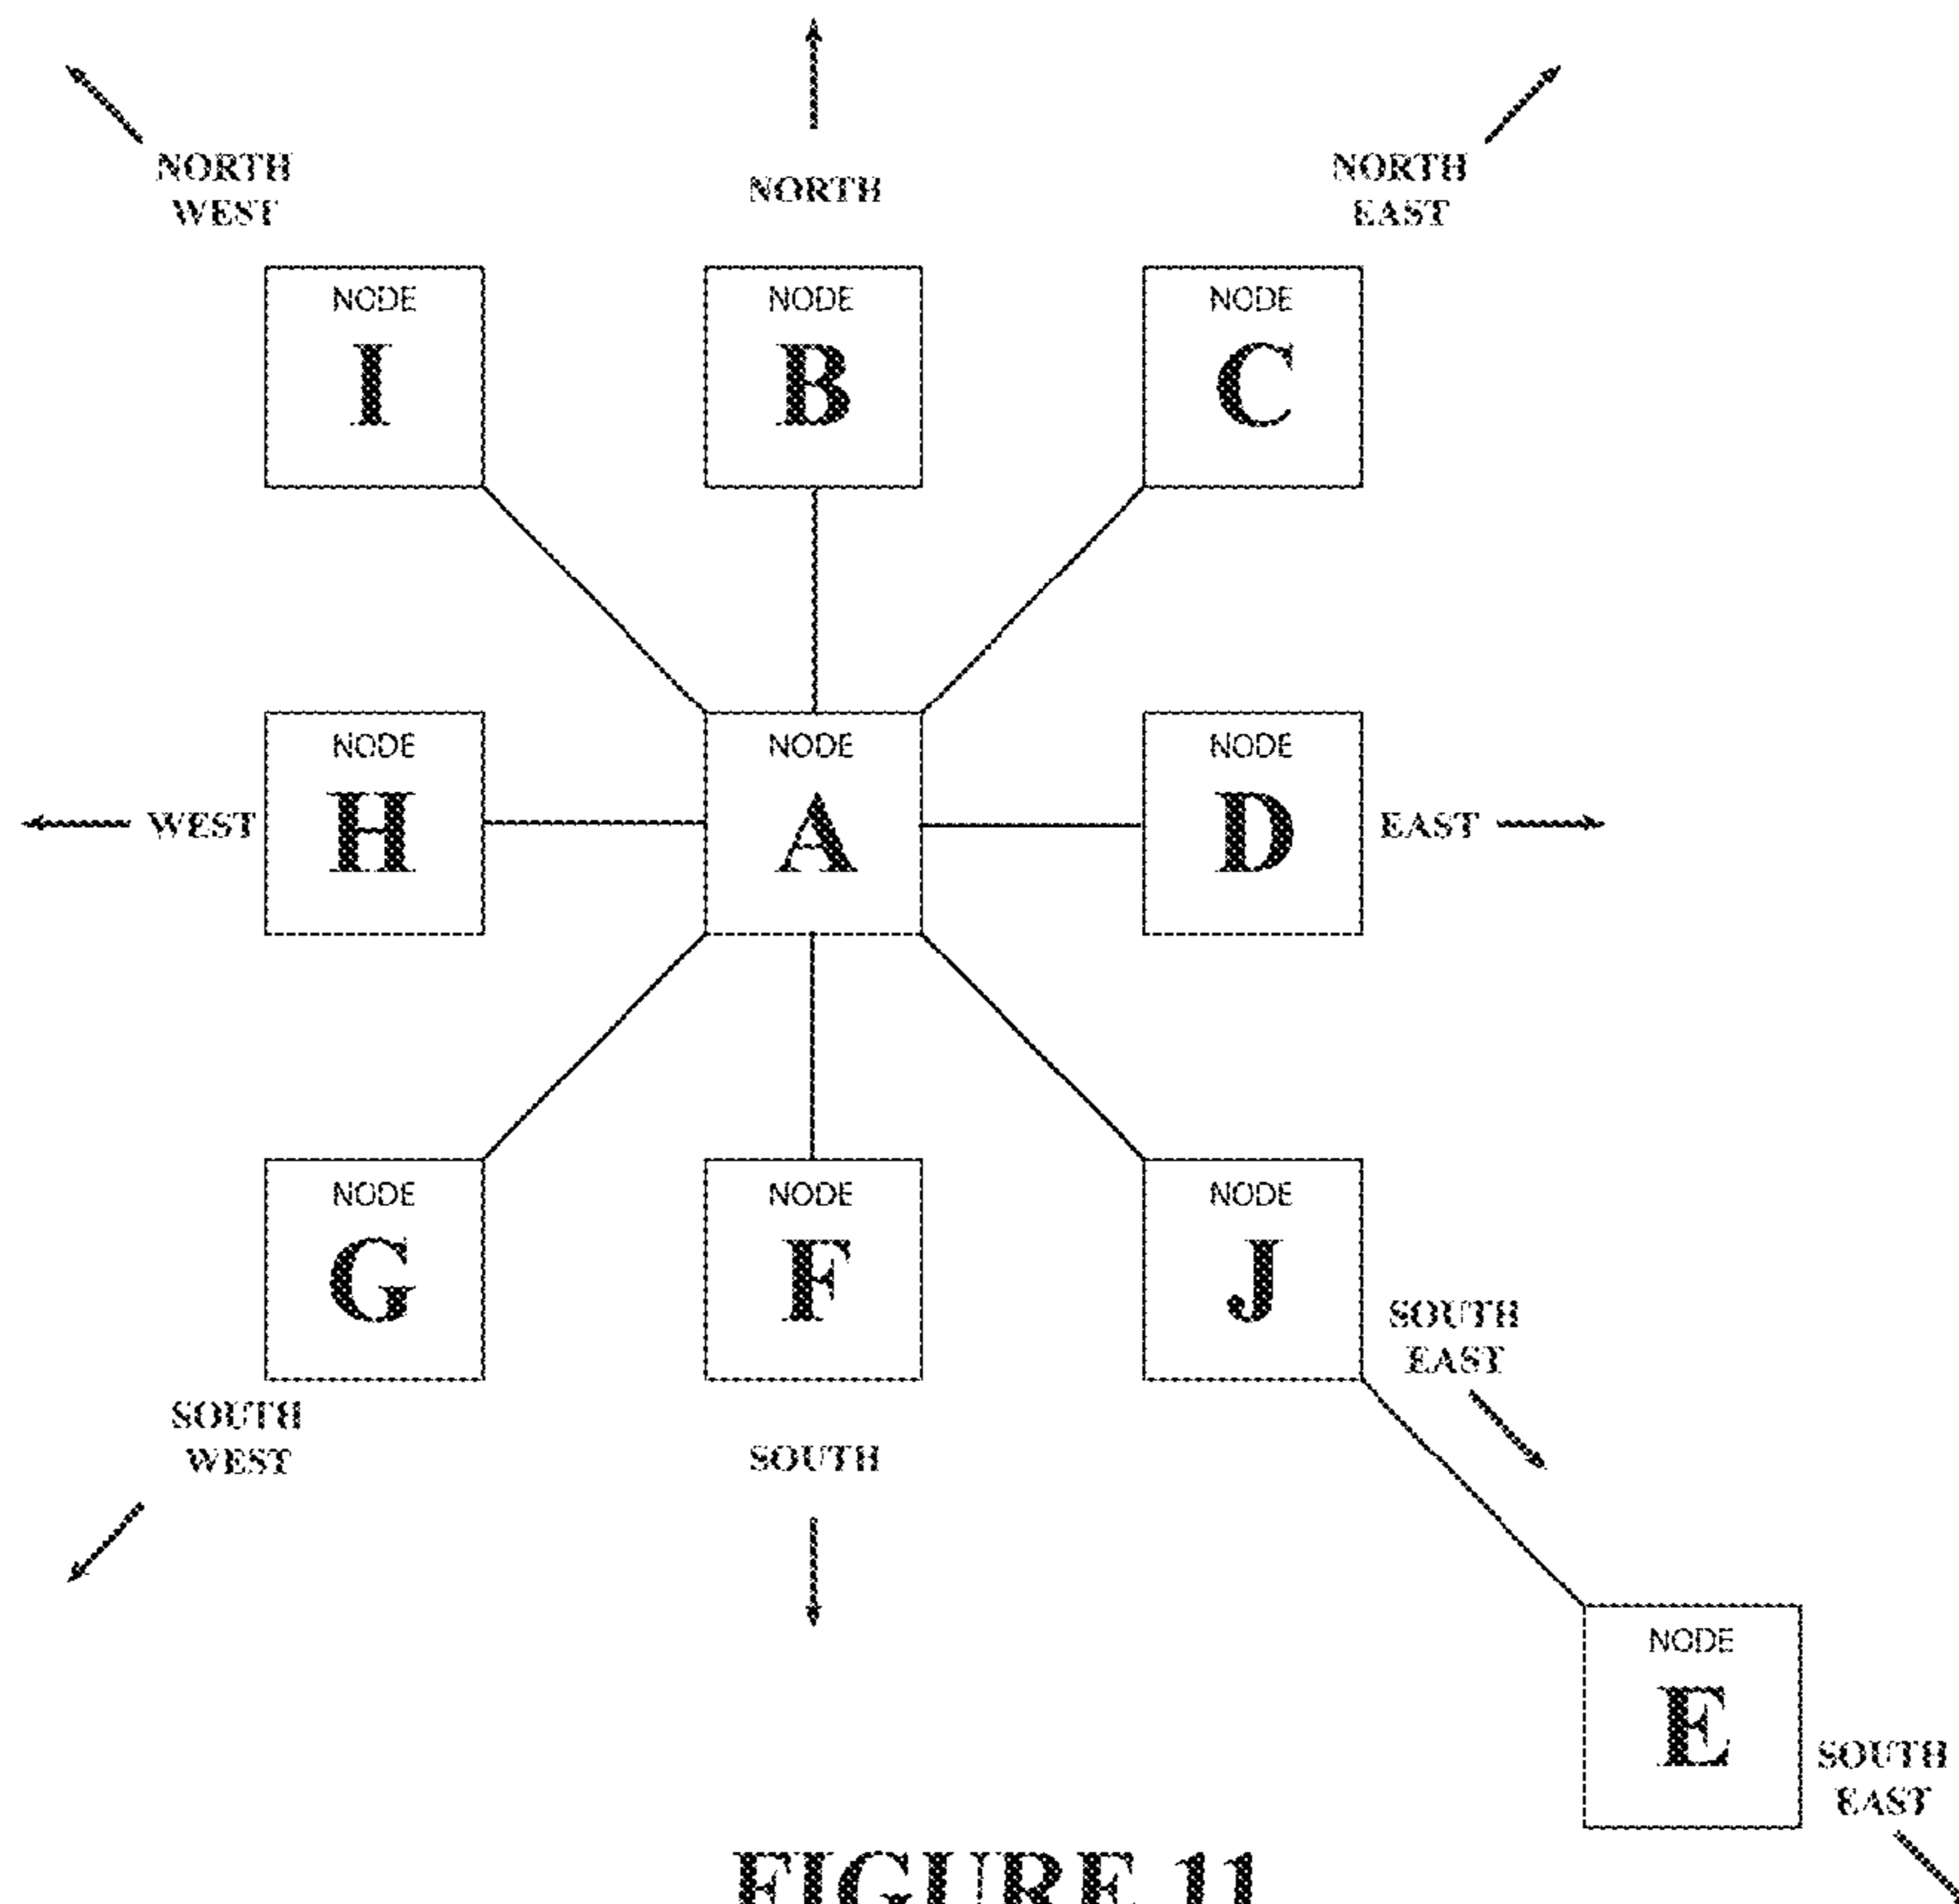 NORTH
WEST
NORTH
NORTH
EAST
NODE
I
NODE
B
NODE
C
WEST
NODE
H
NODE
A
NODE
D
EAST
NODE
G
NODE
F
NODE
J
SOUTH
EAST
SOUTH
WEST
SOUTH
NODE
E
SOUTH
EAST
FIGURE 11